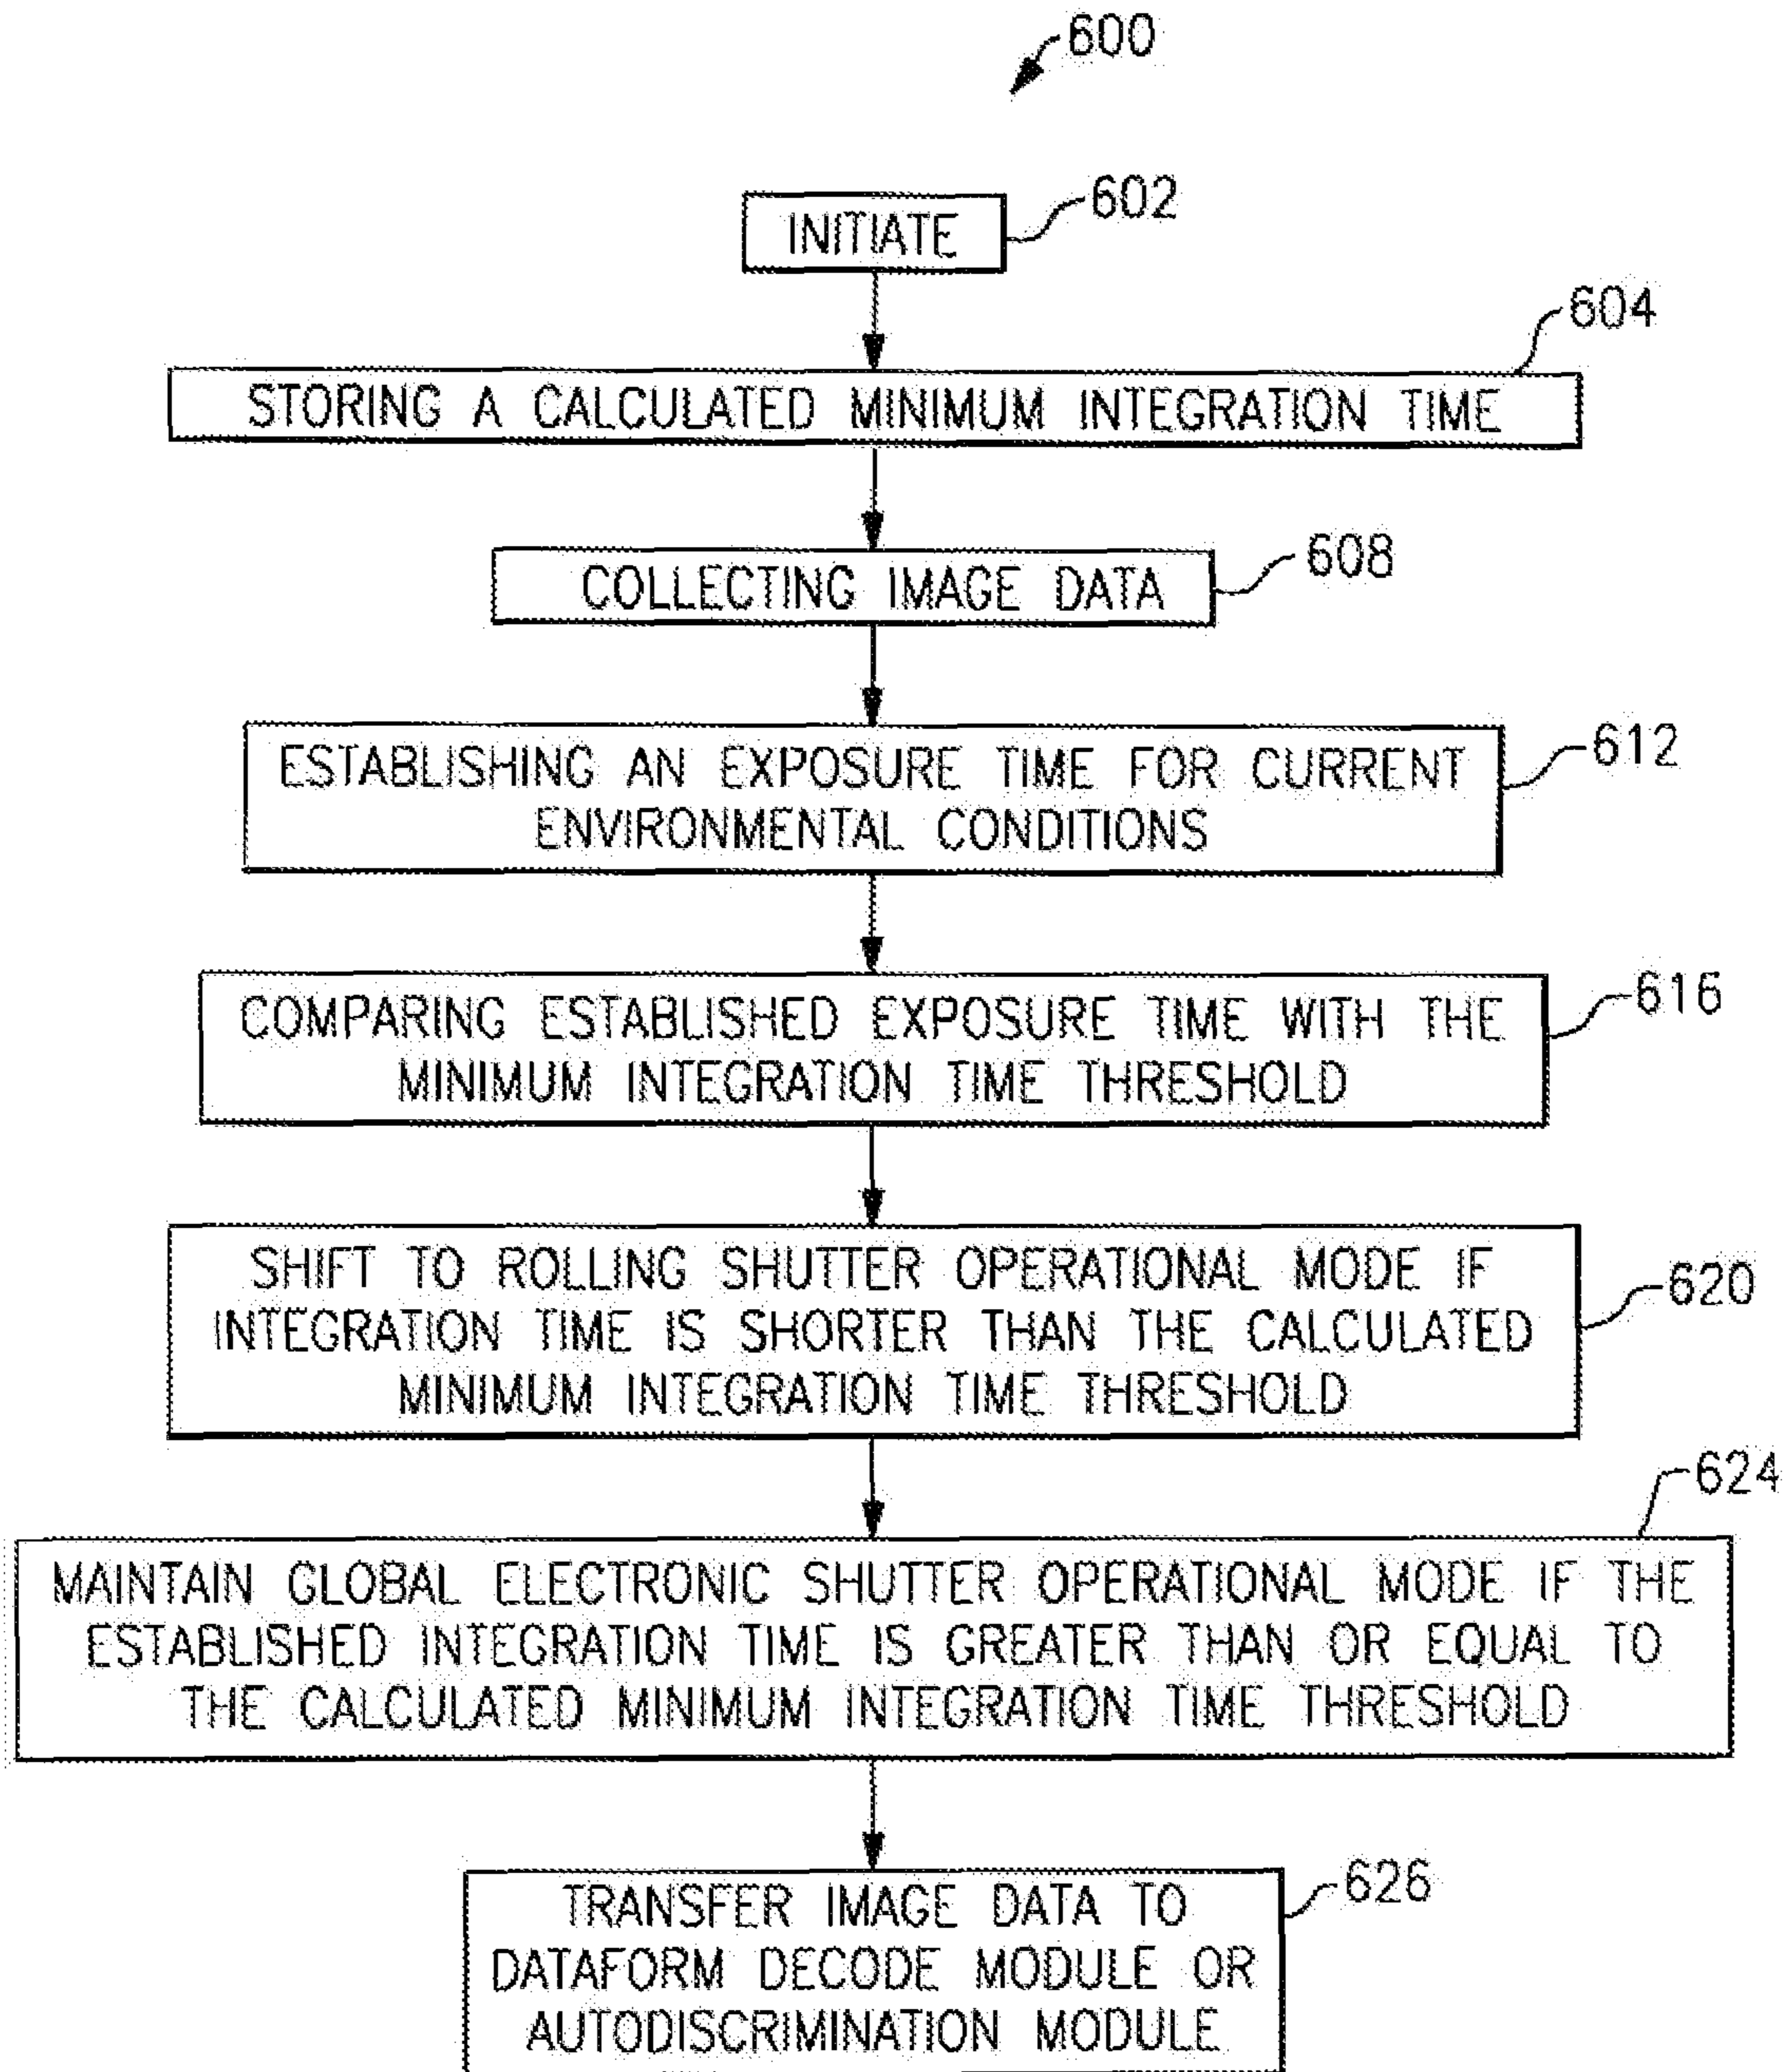 600
INITIATE
602
604
STORING A CALCULATED MINIMUM INTEGRATION TIME
COLLECTING IMAGE DATA
608
ESTABLISHING AN EXPOSURE TIME FOR CURRENT
ENVIRONMENTAL CONDITIONS
612
COMPARING ESTABLISHED EXPOSURE TIME WITH THE
MINIMUM INTEGRATION TIME THRESHOLD
616
SHIFT TO ROLLING SHUTTER OPERATIONAL MODE IF
INTEGRATION TIME IS SHORTER THAN THE CALCULATED
MINIMUM INTEGRATION TIME THRESHOLD
620
624
MAINTAIN GLOBAL ELECTRONIC SHUTTER OPERATIONAL MODE IF THE
ESTABLISHED INTEGRATION TIME IS GREATER THAN OR EQUAL TO
THE CALCULATED MINIMUM INTEGRATION TIME THRESHOLD
TRANSFER IMAGE DATA TO
DATAFORM DECODE MODULE OR
AUTODISCRIMINATION MODULE
626